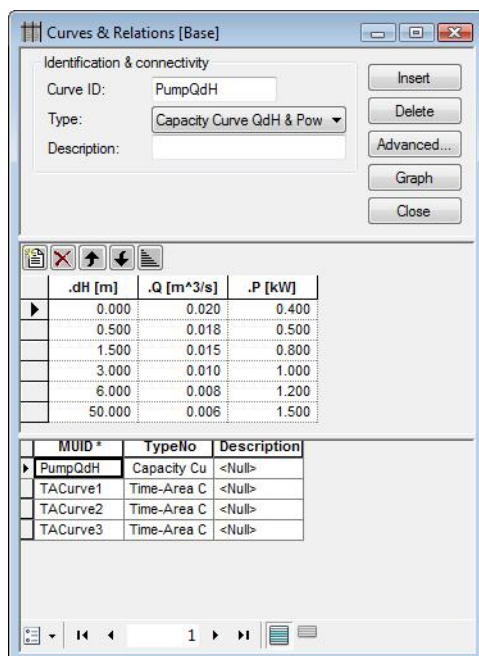 Curves & Relations [Base]
Identification & connectivity
Curve ID: PumpQdH
Type: Capacity Curve QdH & Pow
Description:
Insert
Delete
Advanced...
Graph
Close
.dH [m] .Q [m^3/s] .P [kW]
0.000 0.020 0.400
0.500 0.018 0.500
1.500 0.015 0.800
3.000 0.010 1.000
6.000 0.008 1.200
50.000 0.006 1.500
MUID * TypeNo Description
PumpQdH Capacity Cu <Null>
TACurve1 Time-Area C <Null>
TACurve2 Time-Area C <Null>
TACurve3 Time-Area C <Null>
1